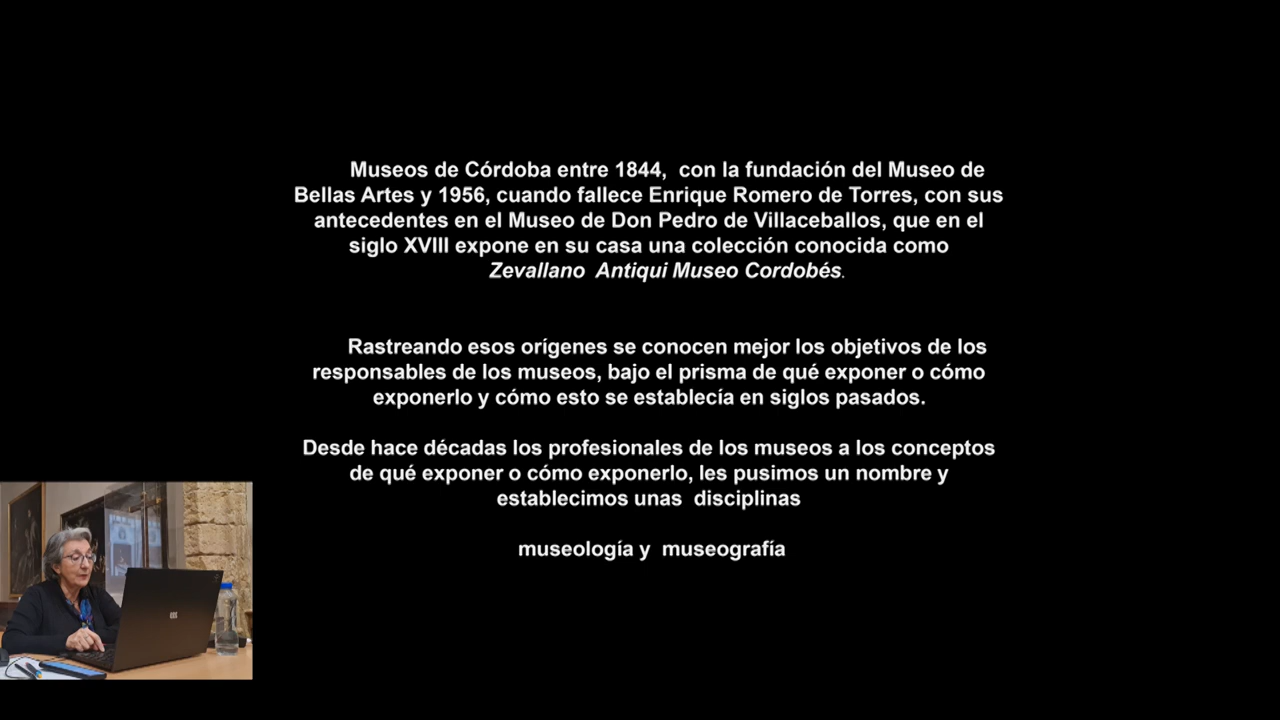 Museos de Córdoba entre 1844, con la fundación del Museo de
Bellas Artes y 1956, cuando fallece Enrique Romero de Torres, con sus
antecedentes en el Museo de Don Pedro de Villaceballos, que en el
siglo XVIII expone en su casa una colección conocida como
Zevallano Antiqui Museo Cordobés.
Rastreando esos orígenes se conocen mejor los objetivos de los
responsables de los museos, bajo el prisma de qué exponer o cómo
exponerlo y cómo esto se establecía en siglos pasados.
Desde hace décadas los profesionales de los museos a los conceptos
de qué exponer o cómo exponerlo, les pusimos un nombre y
establecimos unas disciplinas
museología y museografía